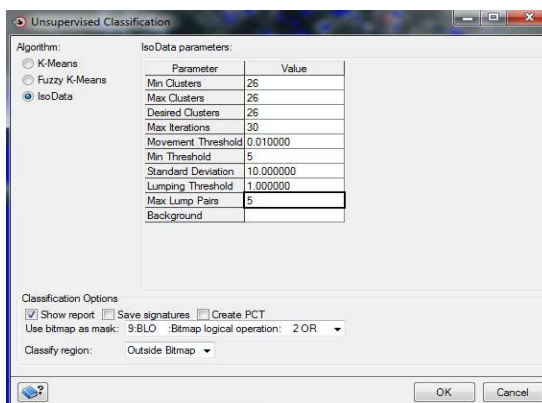 Unsupervised Classification
Algorithm:
K-Means
Fuzzy K-Means
IsoData
IsoData parameters:
Parameter Value
Min Clusters 26
Max Clusters 26
Desired Clusters 26
Max Iterations 30
Movement Threshold 0.010000
Min Threshold 5
Standard Deviation 10.000000
Lumping Threshold 1.000000
Max Lump Pairs 5
Background
Classification Options
Show report Save signatures Create PCT
Use bitmap as mask: 9:BLO :Bitmap logical operation: 2 OR
Classify region: Outside Bitmap
OK Cancel